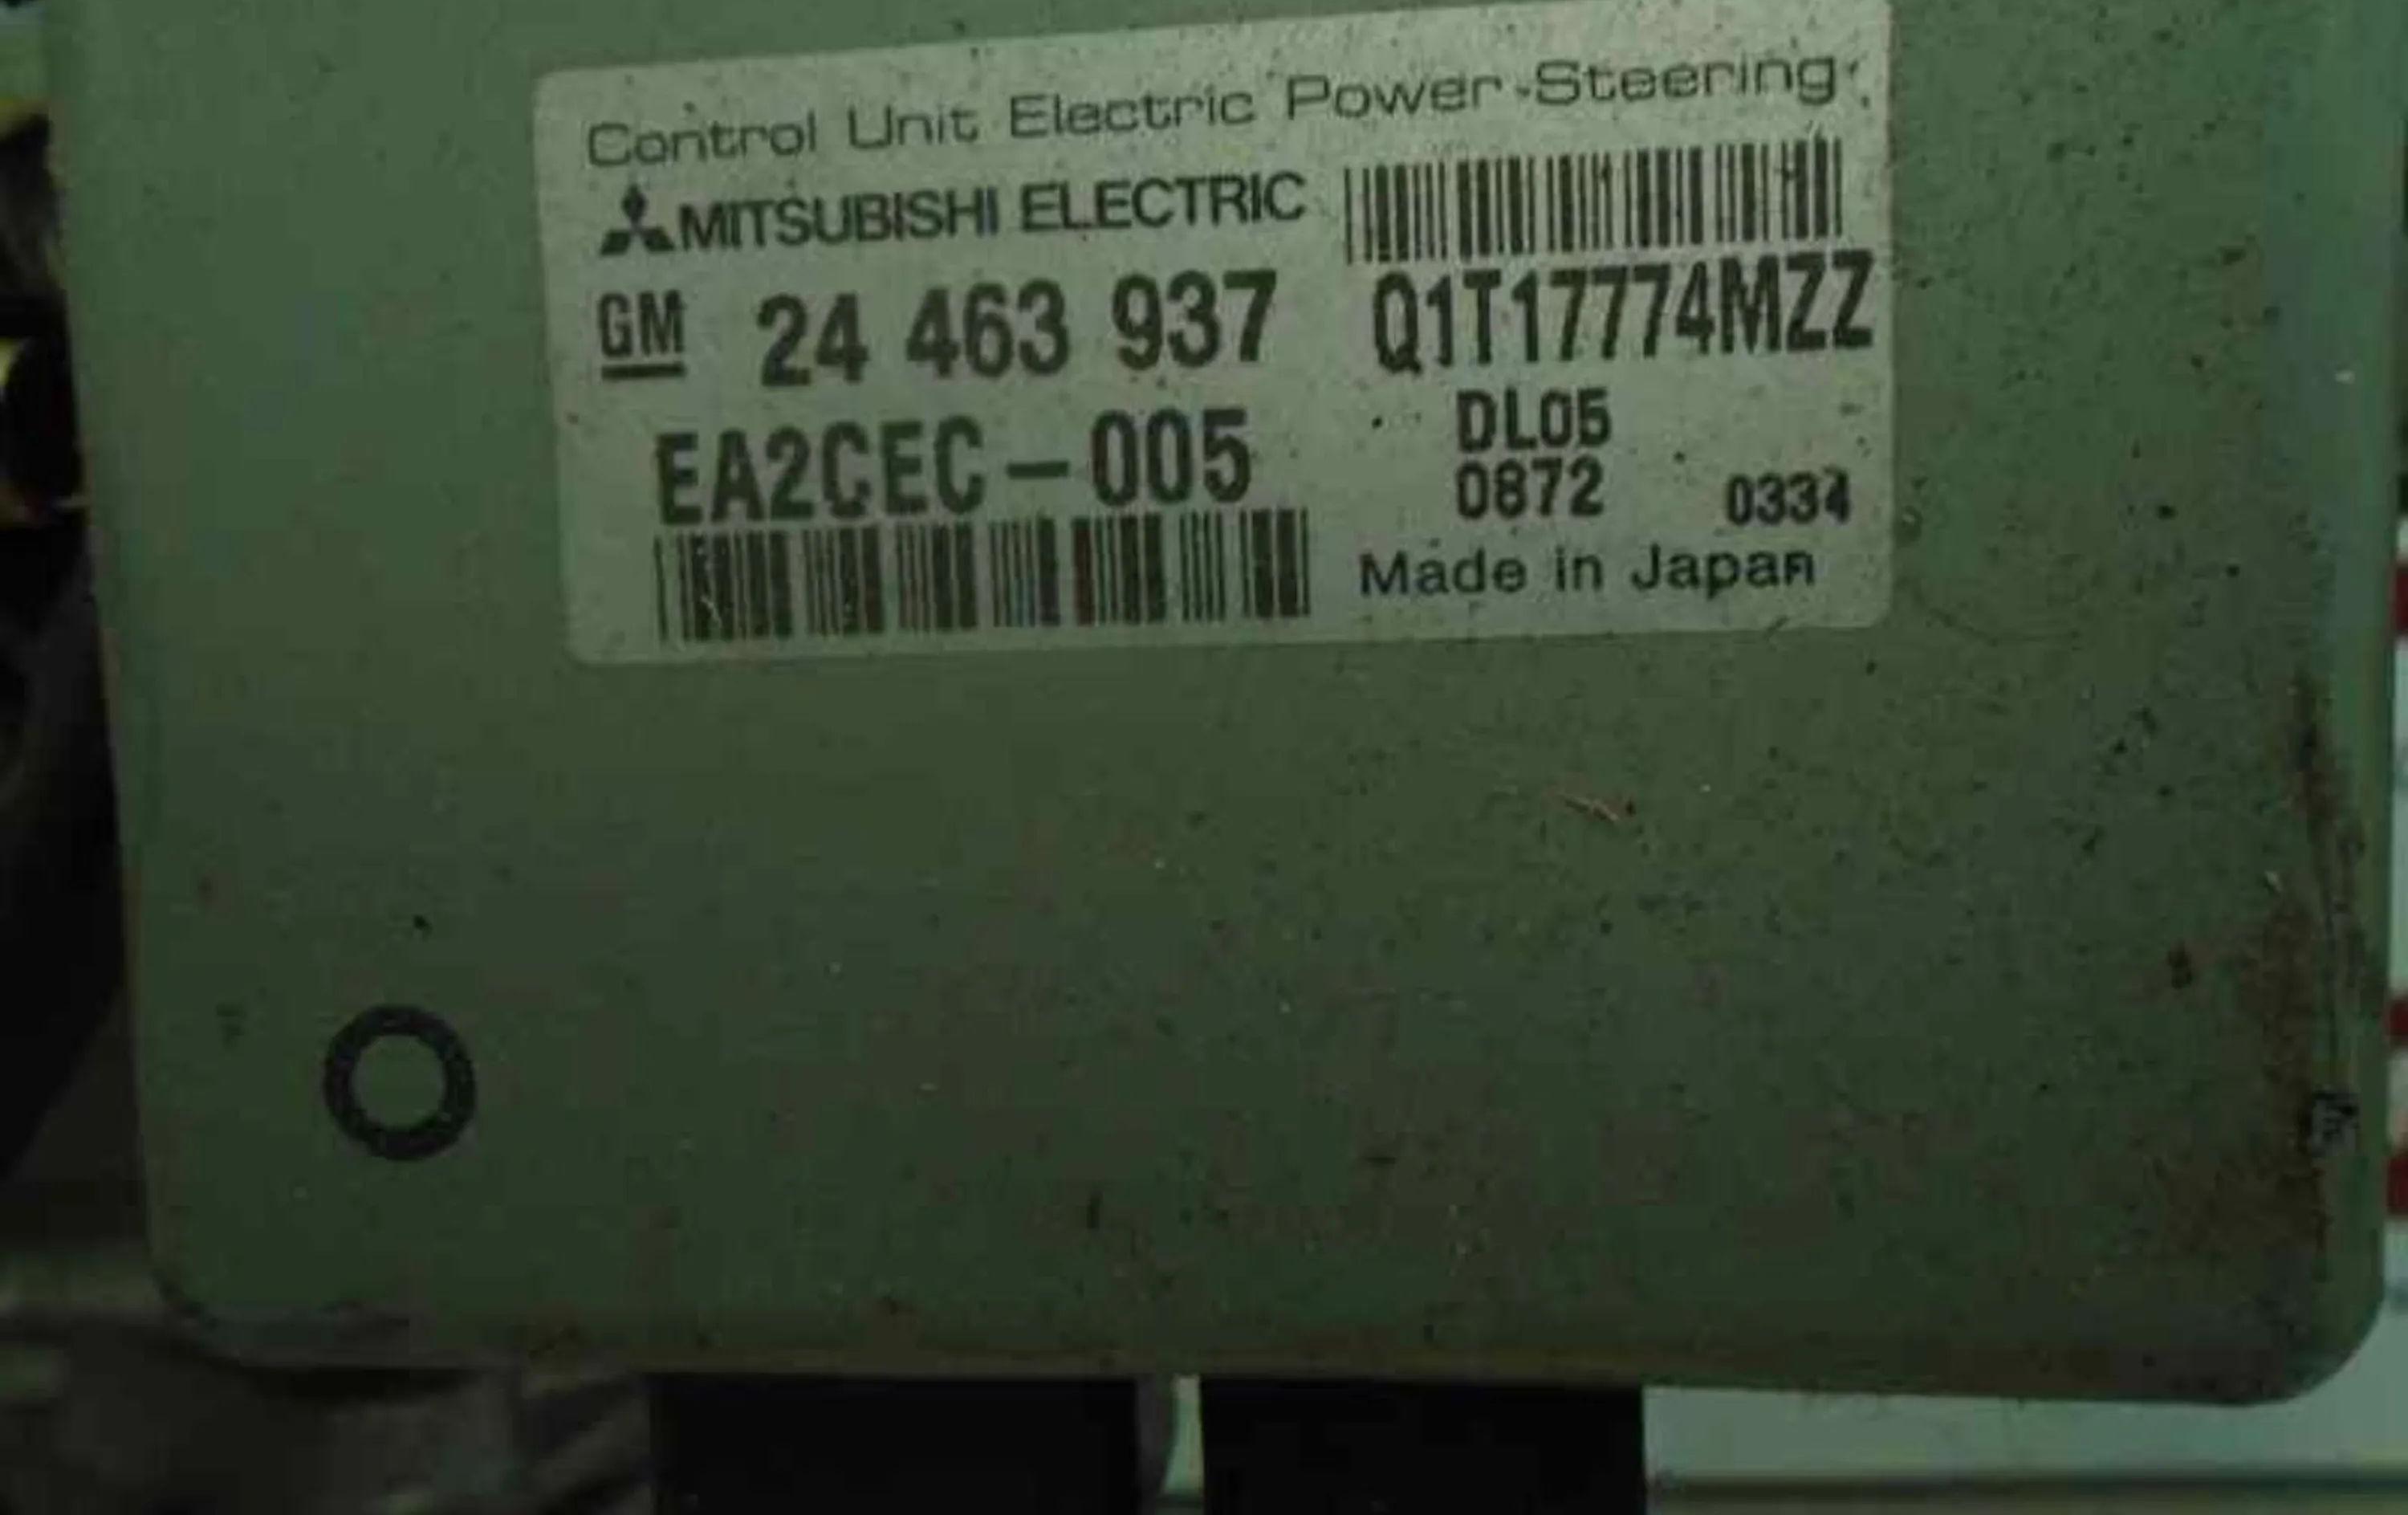 Control Unit Electric Power-Steering
MITSUBISHI ELECTRIC
GM 24 463 937 Q1T17774MZZ
EA2CEC-005 DL05
0872 0334
Made in Japan